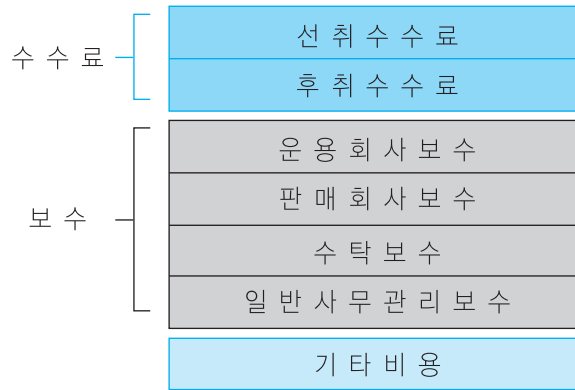 수수료
선취수수료
후취수수료
보수
운용회사보수
판매회사보수
수탁보수
일반사무관리보수
기타비용